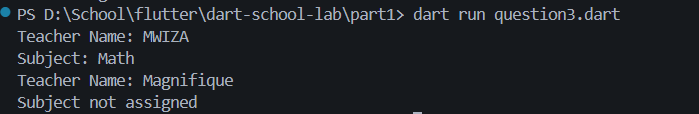 PS D:\School\flutter\dart-school-lab\part1> dart run question3.dart
Teacher Name: MWIZA
Subject: Math
Teacher Name: Magnifique
Subject not assigned